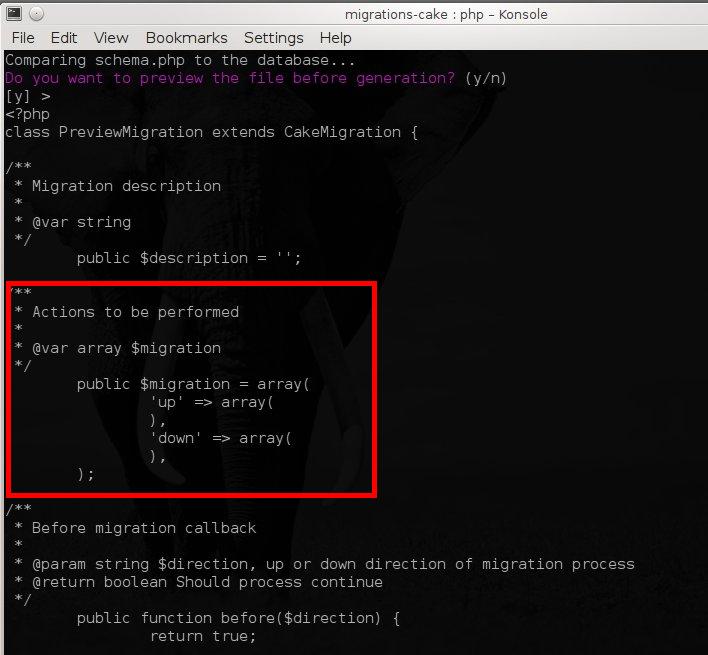 migrations-cake : php – Konsole
File Edit View Bookmarks Settings Help
Comparing schema.php to the database...
Do you want to preview the file before generation? (y/n)
[y] >
<?php
class PreviewMigration extends CakeMigration {
/**
 * Migration description
 *
 * @var string
 */
        public $description = '';
/**
 * Actions to be performed
 *
 * @var array $migration
 */
        public $migration = array(
                'up' => array(
                ),
                'down' => array(
                ),
        );
/**
 * Before migration callback
 *
 * @param string $direction, up or down direction of migration process
 * @return boolean Should process continue
 */
        public function before($direction) {
                return true;